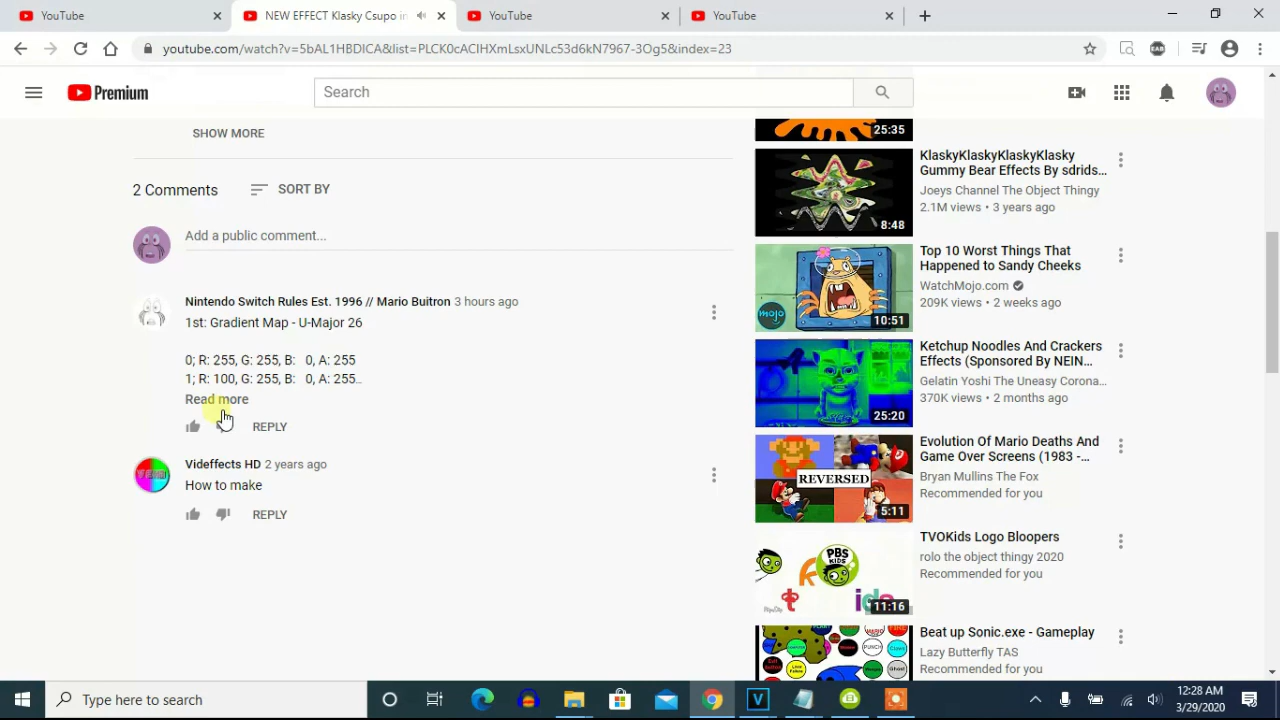 YouTube
NEW EFFECT Klasky Csupo in
YouTube
YouTube
youtube.com/watch?v=5bAL1HBDICA&list=PLCK0cACIHXmLsxUNLc53d6kN7967-3Og5&index=23
Premium
Search
SHOW MORE
2 Comments
SORT BY
Add a public comment...
Nintendo Switch Rules Est. 1996 // Mario Buitron 3 hours ago
1st: Gradient Map - U-Major 26
0; R: 255, G: 255, B:   0, A: 255
1; R: 100, G: 255, B:   0, A: 255...
Read more
REPLY
Videffects HD 2 years ago
How to make
REPLY
25:35
KlaskyKlaskyKlaskyKlasky
Gummy Bear Effects By sdrids...
Joeys Channel The Object Thingy
2.1M views • 3 years ago
8:48
Top 10 Worst Things That
Happened to Sandy Cheeks
WatchMojo.com
209K views • 2 weeks ago
mojo
10:51
Ketchup Noodles And Crackers
Effects (Sponsored By NEIN...
Gelatin Yoshi The Uneasy Corona...
370K views • 2 months ago
25:20
Evolution Of Mario Deaths And
Game Over Screens (1983 -...
Bryan Mullins The Fox
Recommended for you
REVERSED
5:11
TVOKids Logo Bloopers
rolo the object thingy 2020
Recommended for you
PBS
KIDS
11:16
Beat up Sonic.exe - Gameplay
Lazy Butterfly TAS
Recommended for you
Type here to search
12:28 AM
3/29/2020